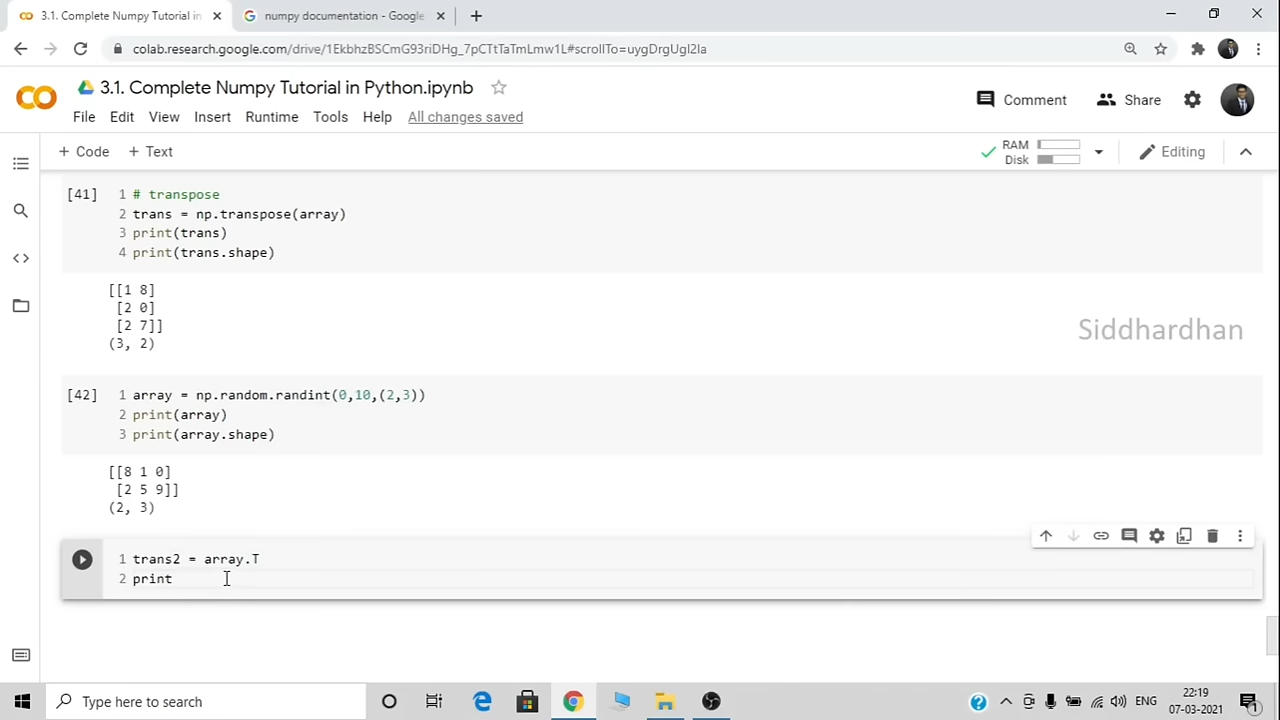 3.1. Complete Numpy Tutorial in
numpy documentation - Google
colab.research.google.com/drive/1EkbhzBSCmG93riDHg_7pCTtTaTmLmw1L#scrollTo=uygDrgUgI2Ia
3.1. Complete Numpy Tutorial in Python.ipynb
Comment Share
File Edit View Insert Runtime Tools Help All changes saved
+ Code + Text
RAM
Disk
Editing
[41] 1 # transpose
2 trans = np.transpose(array)
3 print(trans)
4 print(trans.shape)
[[1 8]
[2 0]
[2 7]]
(3, 2)
Siddhardhan
[42] 1 array = np.random.randint(0,10,(2,3))
2 print(array)
3 print(array.shape)
[[8 1 0]
[2 5 9]]
(2, 3)
1 trans2 = array.T
2 print
Type here to search
ENG
22:19
07-03-2021